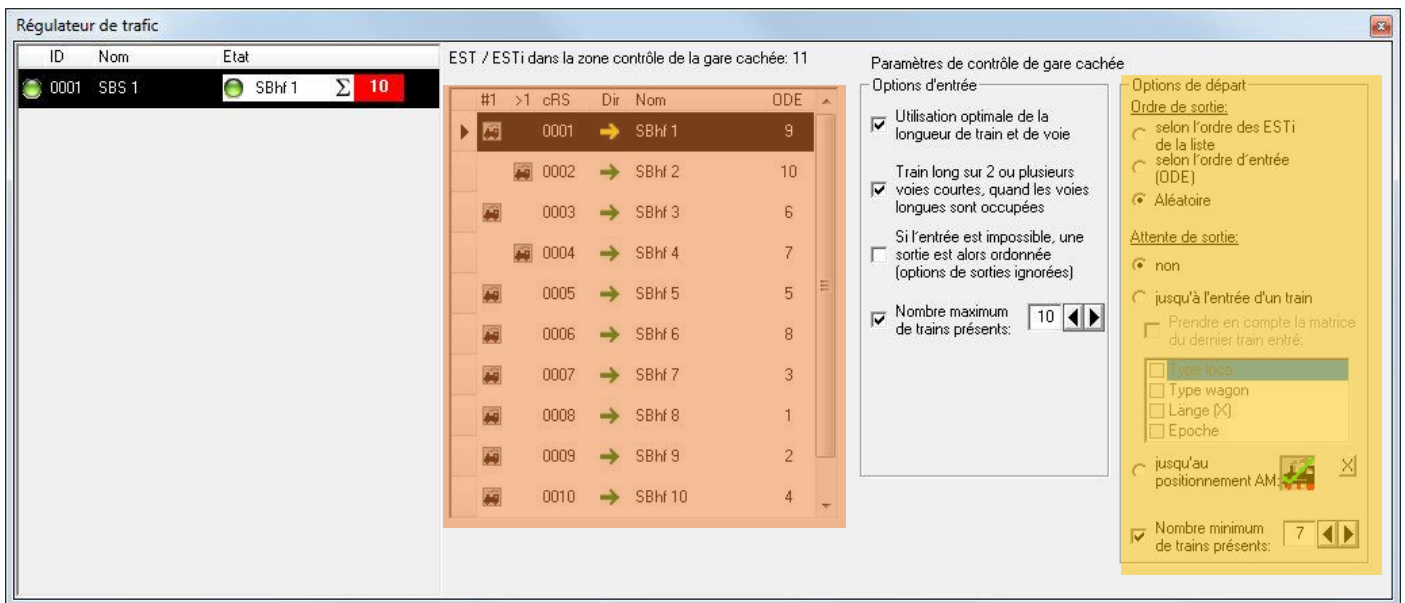 Régulateur de trafic
ID Nom Etat
0001 SBS 1 SBhf 1 Σ 10
EST / ESTi dans la zone contrôle de la gare cachée: 11
#1 >1 cRS Dir Nom ODE
0001 SBhf 1 9
0002 SBhf 2 10
0003 SBhf 3 6
0004 SBhf 4 7
0005 SBhf 5 5
0006 SBhf 6 8
0007 SBhf 7 3
0008 SBhf 8 1
0009 SBhf 9 2
0010 SBhf 10 4
Paramètres de contrôle de gare cachée
Options d'entrée
Utilisation optimale de la
longueur de train et de voie
Train long sur 2 ou plusieurs
voies courtes, quand les voies
longues sont occupées
Si l'entrée est impossible, une
sortie est alors ordonnée
(options de sorties ignorées)
Nombre maximum
de trains présents: 10
Options de départ
Ordre de sortie:
selon l'ordre des ESTi
de la liste
selon l'ordre d'entrée
(ODE)
Aléatoire
Attente de sortie:
non
jusqu'à l'entrée d'un train
Prendre en compte la matrice
du dernier train entré:
Type loco
Type wagon
Länge (X)
Epoche
jusqu'au
positionnement AM: X
Nombre minimum
de trains présents: 7